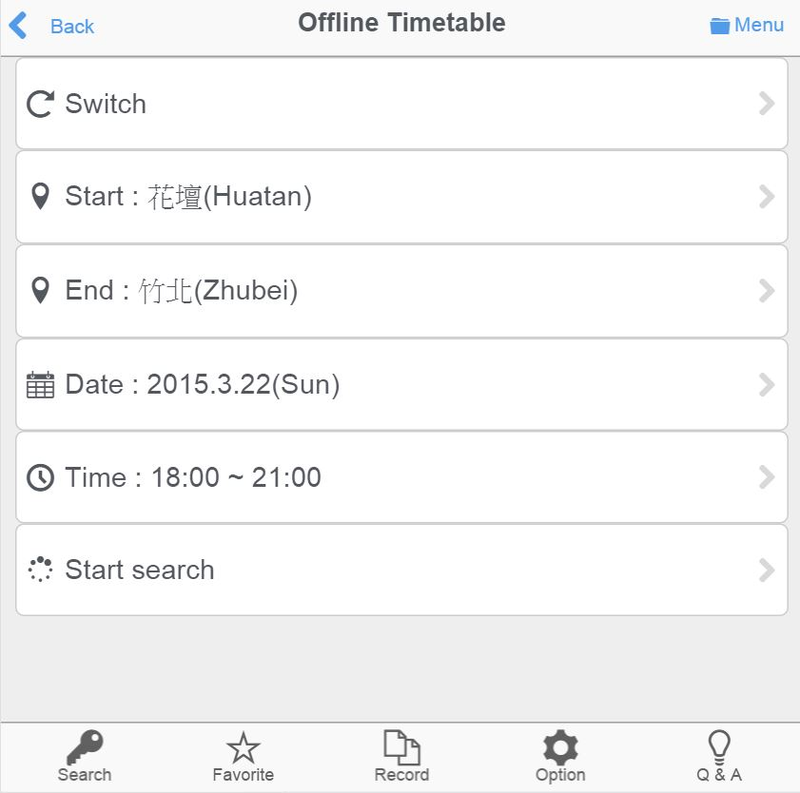 Back
Offline Timetable
Menu
Switch
Start : 花壇(Huatan)
End : 竹北(Zhubei)
Date : 2015.3.22(Sun)
Time : 18:00 ~ 21:00
Start search
Search
Favorite
Record
Option
Q & A